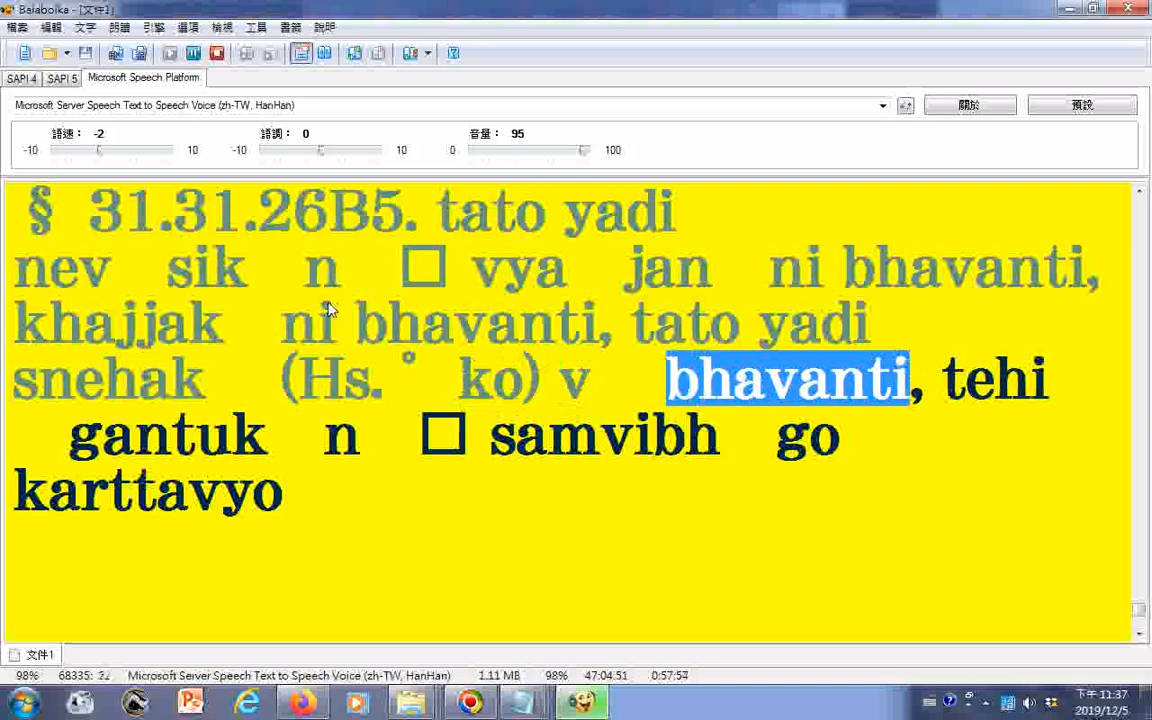 Balabolka - [文件1]
檔案 編輯 文字 朗讀 引擎 選項 檢視 工具 書籤 說明
SAPI 4 SAPI 5 Microsoft Speech Platform
Microsoft Server Speech Text to Speech Voice (zh-TW, HanHan) 關於 預設
語速： -2 語調： 0 音量： 95
-10 10 -10 10 0 100
§ 31.31.26B5. tato yadi
nev sik n □ vya jan ni bhavanti,
khajjak ni bhavanti, tato yadi
snehak (Hs. ° ko) v bhavanti, tehi
gantuk n □ samvibh go
karttavyo
文件1
98% 68335: 22 Microsoft Server Speech Text to Speech Voice (zh-TW, HanHan) 1.11 MB 98% 47:04:51 0:57:57
下午 11:37
2019/12/5